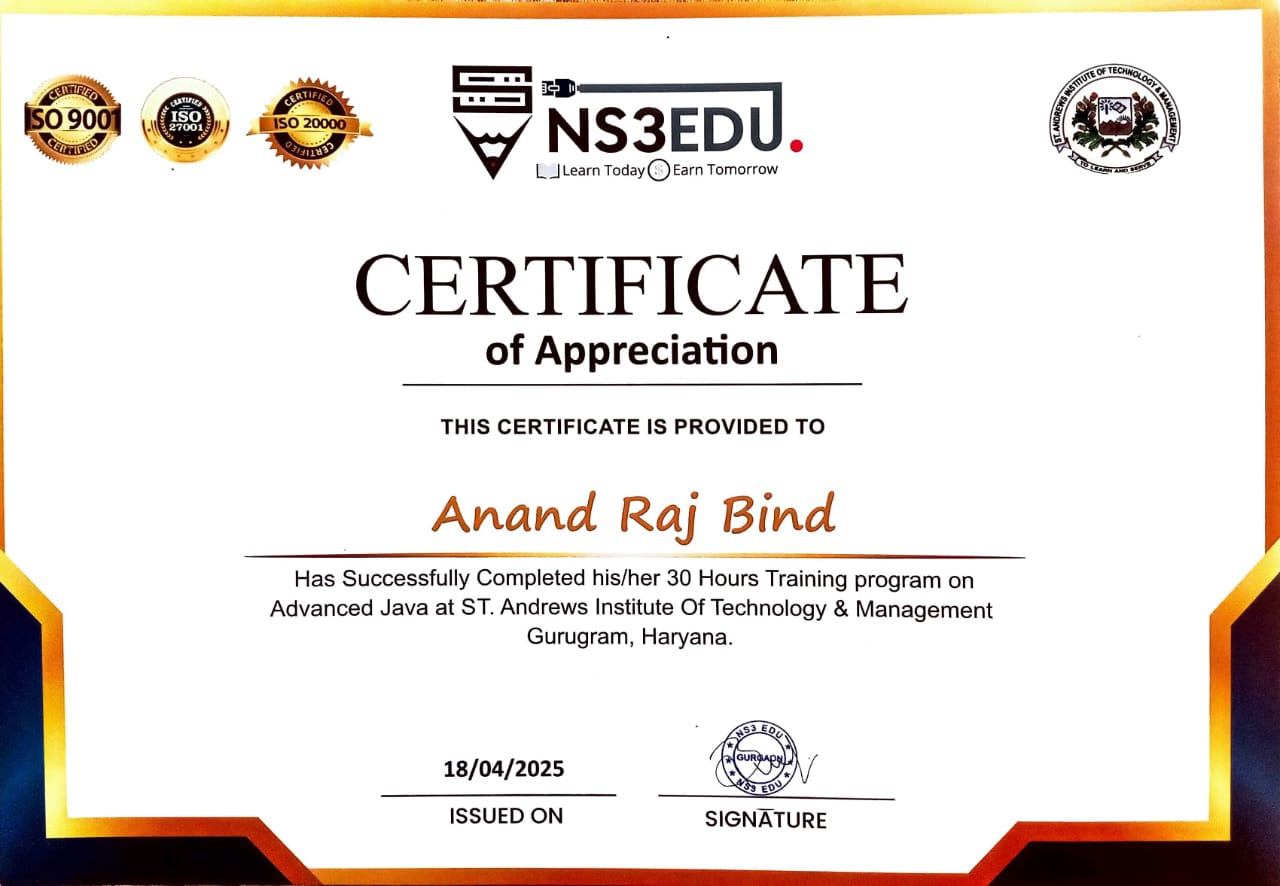 CERTIFIED
ISO 9001
CERTIFIED
CERTIFIED
ISO
27001
CERTIFIED
ISO 20000
CERTIFIED
NS3EDU.
Learn Today $ Earn Tomorrow
ST. ANDREWS INSTITUTE OF TECHNOLOGY & MANAGEMENT
TO LEARN AND SERVE
CERTIFICATE
of Appreciation
THIS CERTIFICATE IS PROVIDED TO
Anand Raj Bind
Has Successfully Completed his/her 30 Hours Training program on
Advanced Java at ST. Andrews Institute Of Technology & Management
Gurugram, Haryana.
18/04/2025
ISSUED ON
NS3 EDU
GURGAON
NS3 EDU
SIGNATURE